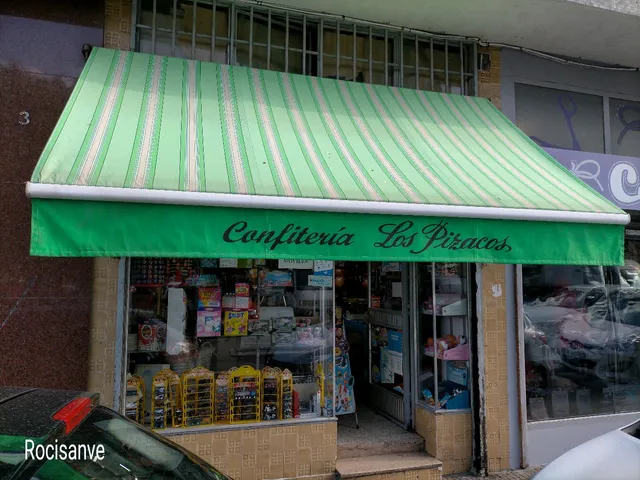 3
Confitería Los Pizacos
C
Rocisanve